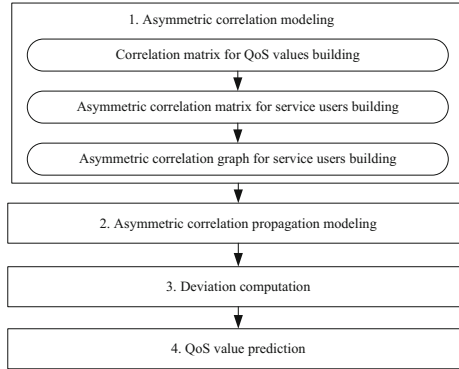 1. Asymmetric correlation modeling
Correlation matrix for QoS values building
Asymmetric correlation matrix for service users building
Asymmetric correlation graph for service users building
2. Asymmetric correlation propagation modeling
3. Deviation computation
4. QoS value prediction